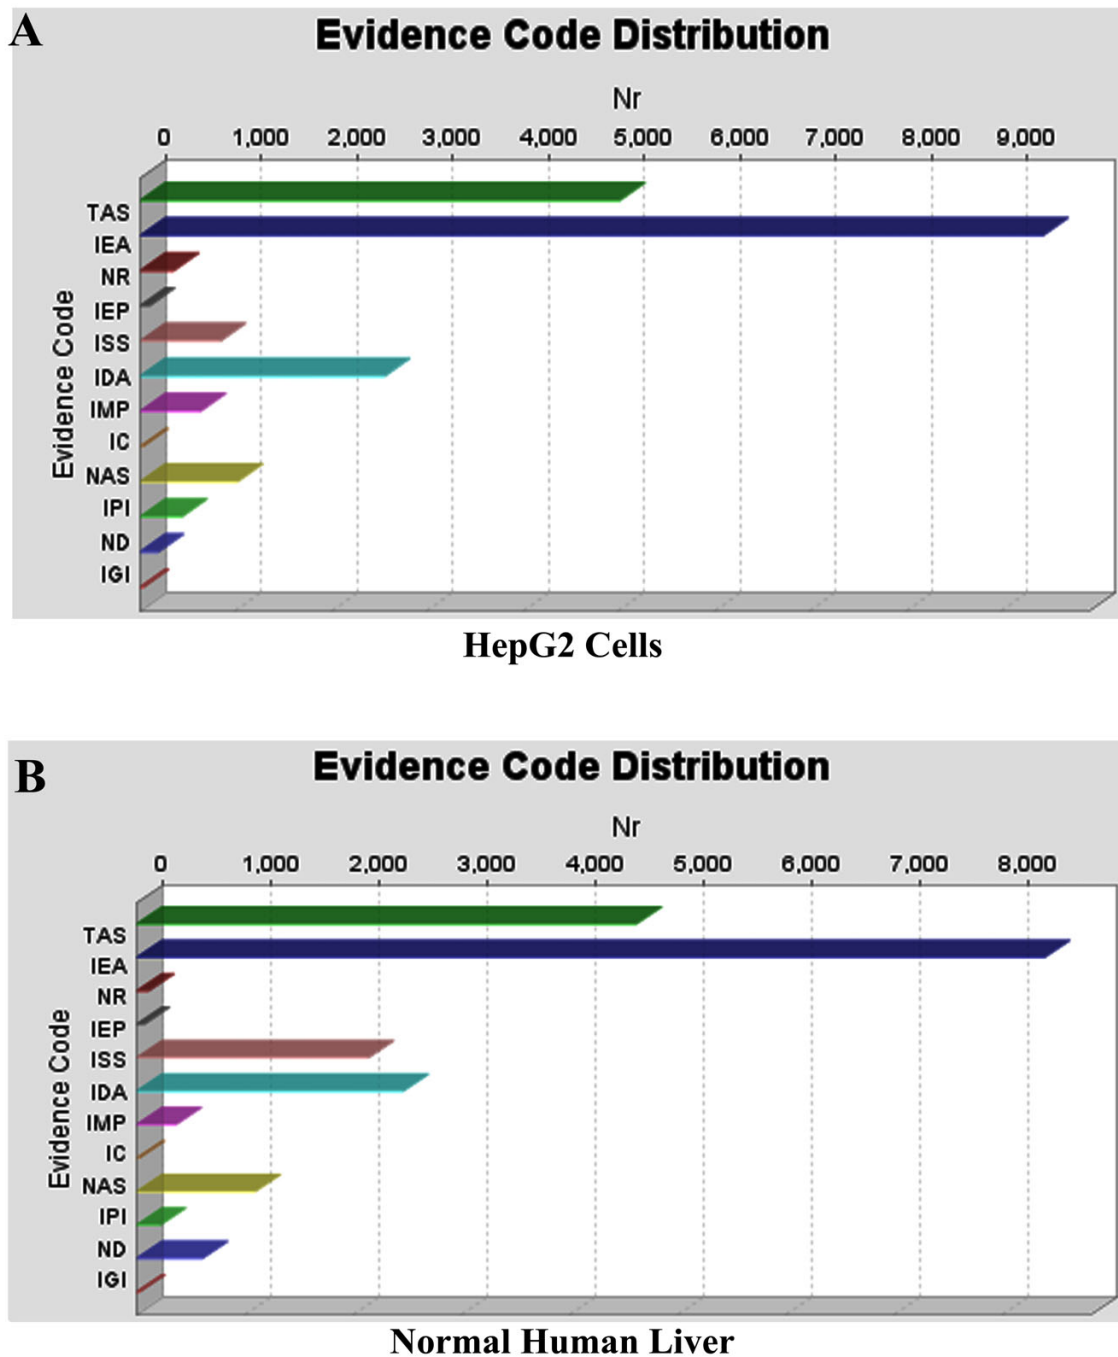 A
Evidence Code Distribution
Nr
0 1,000 2,000 3,000 4,000 5,000 6,000 7,000 8,000 9,000
Evidence Code
TAS
IEA
NR
IEP
ISS
IDA
IMP
IC
NAS
IPI
ND
IGI
HepG2 Cells
B
Evidence Code Distribution
Nr
0 1,000 2,000 3,000 4,000 5,000 6,000 7,000 8,000
Evidence Code
TAS
IEA
NR
IEP
ISS
IDA
IMP
IC
NAS
IPI
ND
IGI
Normal Human Liver